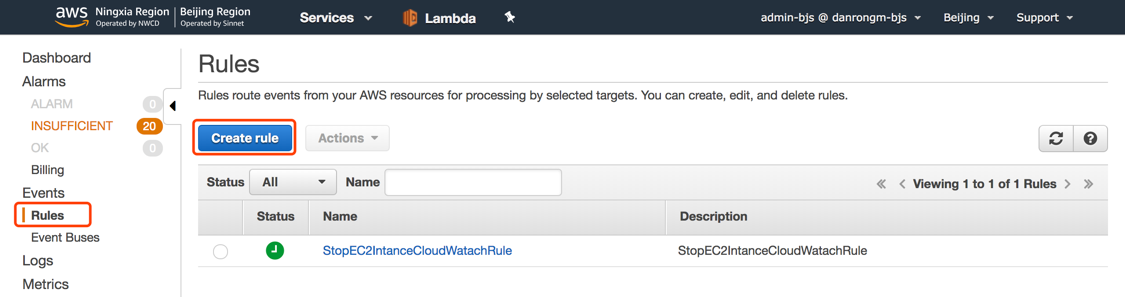 aws Ningxia Region Operated by NWCD Beijing Region Operated by Sinnet Services Lambda admin-bjs @ danrongm-bjs Beijing Support
Dashboard
Alarms
ALARM 0
INSUFFICIENT 20
OK 0
Billing
Events
Rules
Event Buses
Logs
Metrics
Rules
Rules route events from your AWS resources for processing by selected targets. You can create, edit, and delete rules.
Create rule Actions
Status All Name Viewing 1 to 1 of 1 Rules
Status Name Description
StopEC2IntanceCloudWatachRule StopEC2IntanceCloudWatachRule